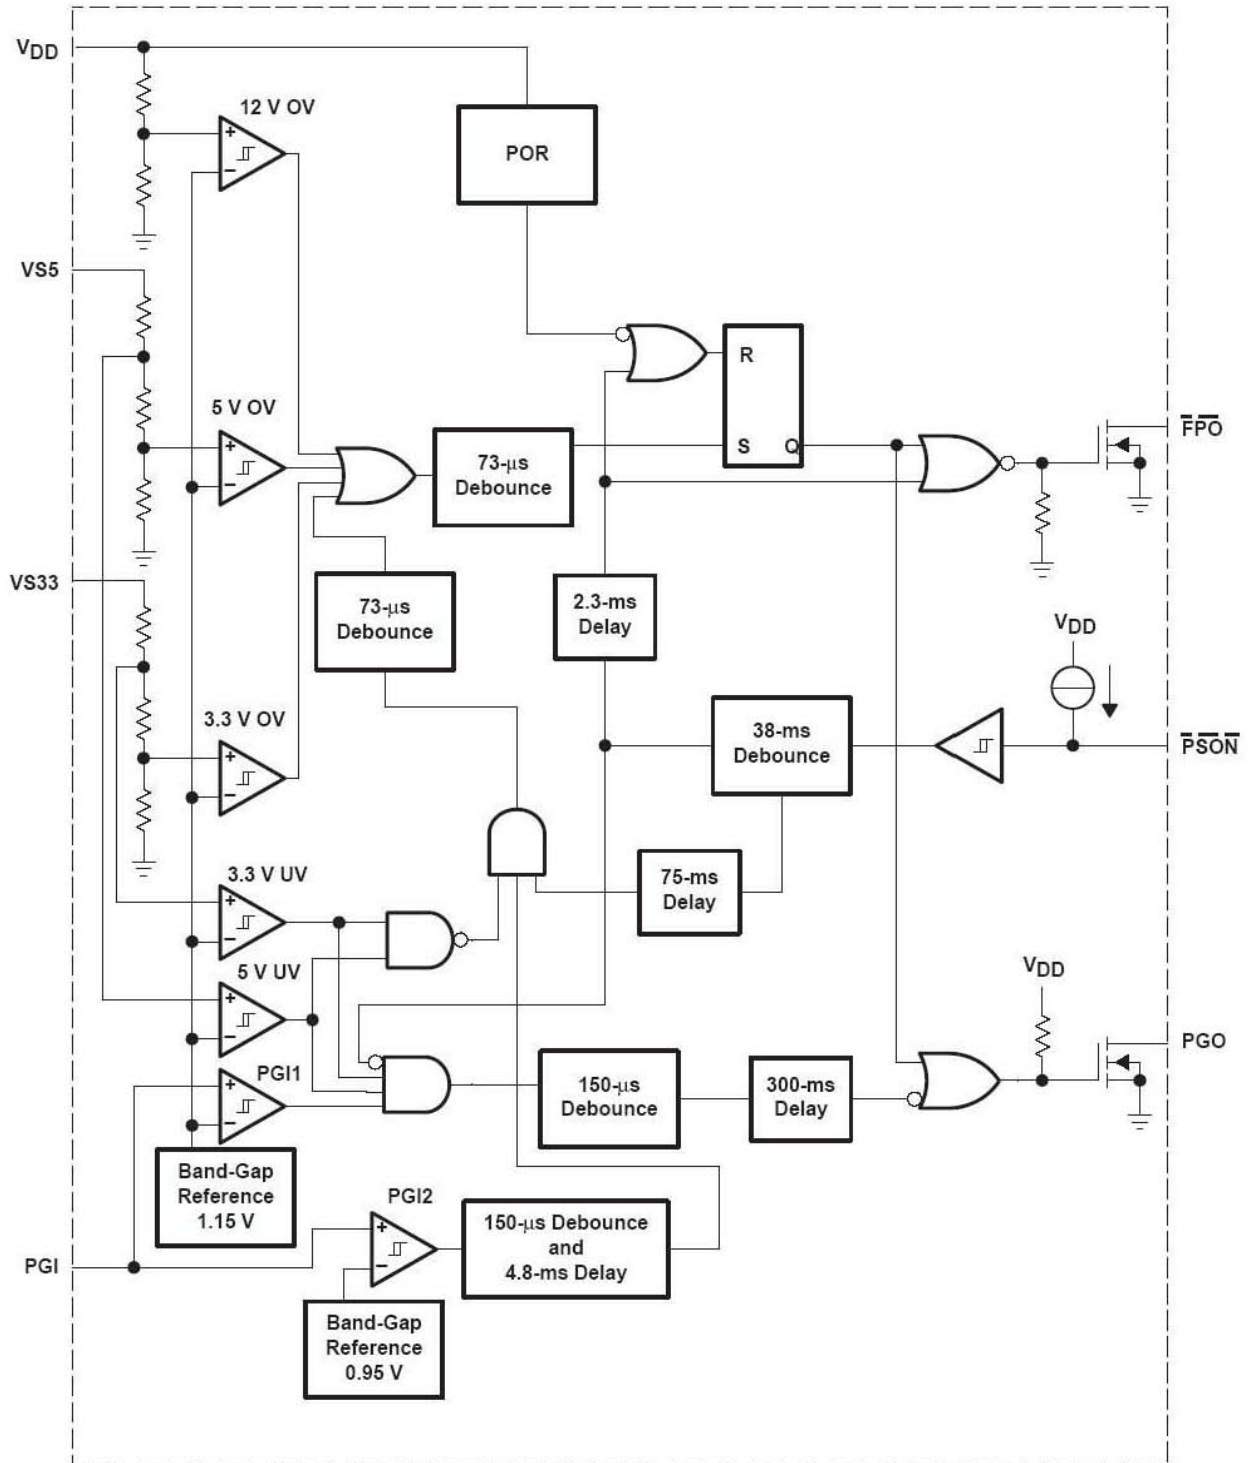 VDD
12 V OV
+
−
POR
VS5
R
S
Q
5 V OV
+
−
73-μs
Debounce
FPO
VS33
73-μs
Debounce
2.3-ms
Delay
VDD
3.3 V OV
+
−
38-ms
Debounce
PSON
3.3 V UV
+
−
75-ms
Delay
5 V UV
+
−
VDD
PGO
PGI1
+
−
150-μs
Debounce
300-ms
Delay
Band-Gap
Reference
1.15 V
PGI2
+
−
150-μs Debounce
and
4.8-ms Delay
PGI
Band-Gap
Reference
0.95 V